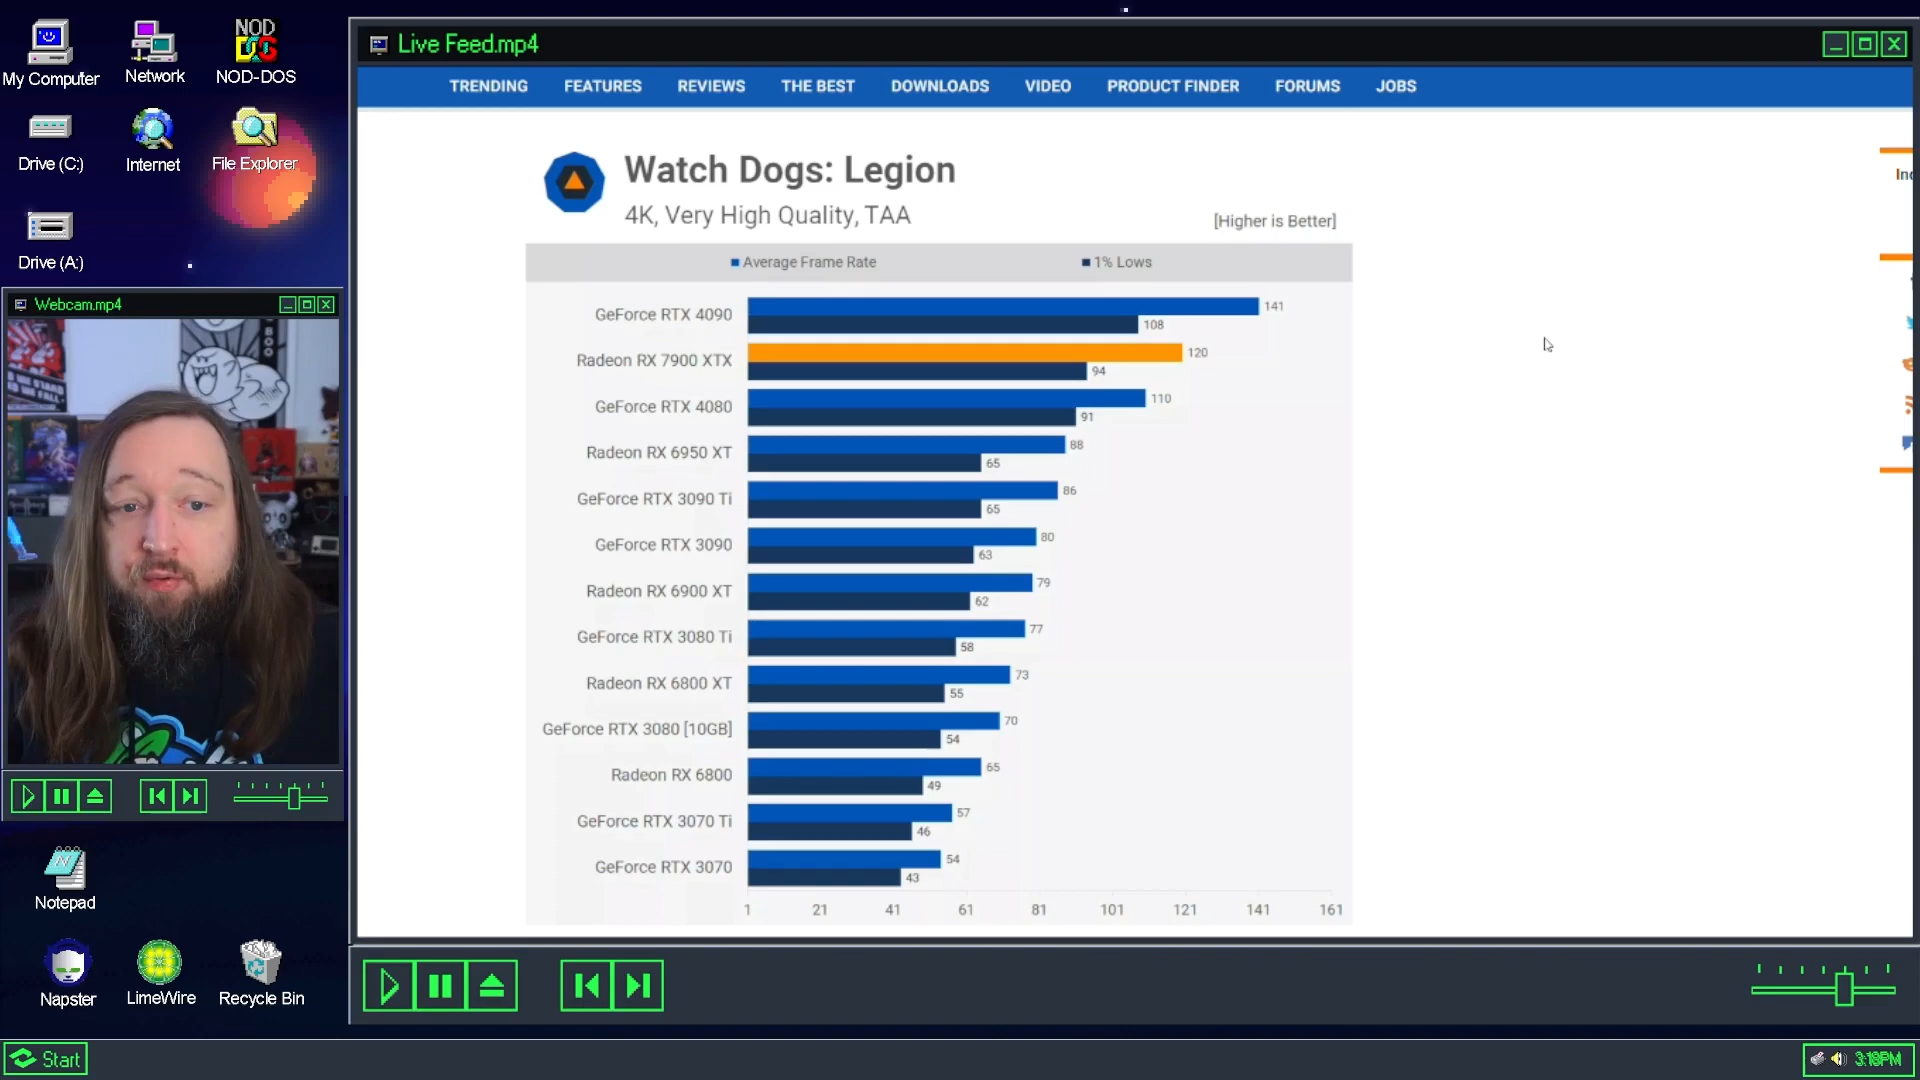 My Computer
Network
NOD-DOS
Drive (C:)
Internet
File Explorer
Drive (A:)
Webcam.mp4
BOO
Notepad
Napster
LimeWire
Recycle Bin
Start
Live Feed.mp4
TRENDING FEATURES REVIEWS THE BEST DOWNLOADS VIDEO PRODUCT FINDER FORUMS JOBS
Watch Dogs: Legion
4K, Very High Quality, TAA
[Higher is Better]
Average Frame Rate 1% Lows
GeForce RTX 4090 141
108
Radeon RX 7900 XTX 120
94
GeForce RTX 4080 110
91
Radeon RX 6950 XT 88
65
GeForce RTX 3090 Ti 86
65
GeForce RTX 3090 80
63
Radeon RX 6900 XT 79
62
GeForce RTX 3080 Ti 77
58
Radeon RX 6800 XT 73
55
GeForce RTX 3080 [10GB] 70
54
Radeon RX 6800 65
49
GeForce RTX 3070 Ti 57
46
GeForce RTX 3070 54
43
1 21 41 61 81 101 121 141 161
3:18PM